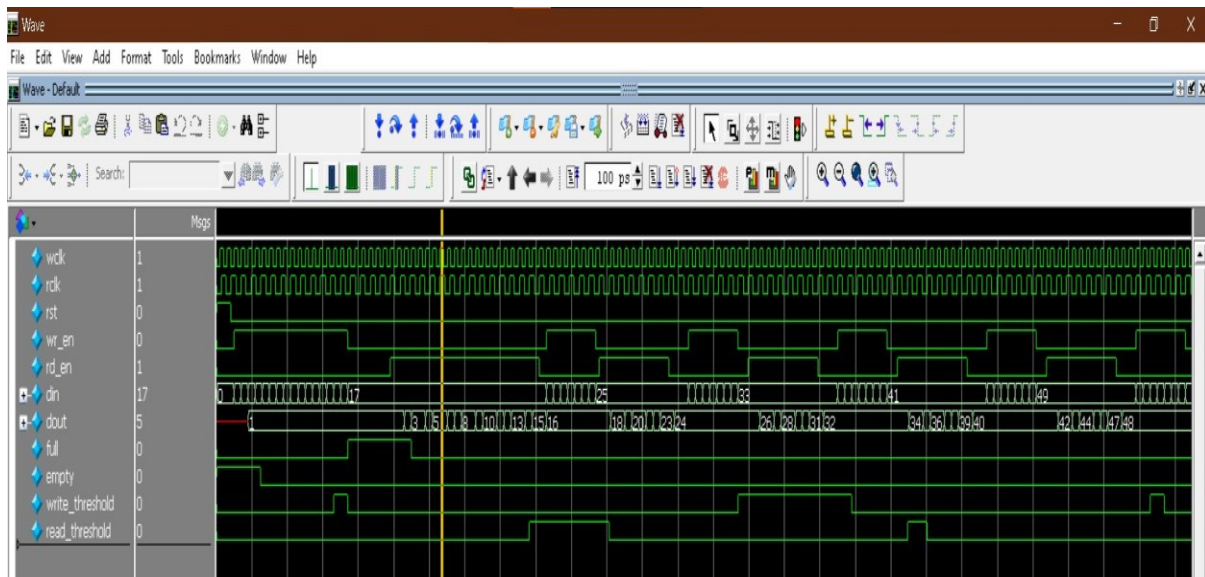 Wave
File Edit View Add Format Tools Bookmarks Window Help
Wave - Default
Search:
100 ps
Msgs
wclk 1
rclk 1
rst 0
wr_en 0
rd_en 1
din 17 0 17 25 33 41 49
dout 5 1 3 5 8 10 13 15 16 18 20 23 24 26 28 31 32 34 36 39 40 42 44 47 48
full 0
empty 0
write_threshold 0
read_threshold 0